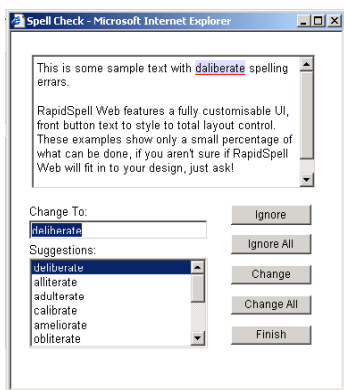 Spell Check - Microsoft Internet Explorer
This is some sample text with daliberate spelling
errars.
RapidSpell Web features a fully customisable UI,
front button text to style to total layout control.
These examples show only a small percentage of
what can be done, if you aren't sure if RapidSpell
Web will fit in to your design, just ask!
Change To:
deliberate
Suggestions:
deliberate
alliterate
adulterate
calibrate
ameliorate
obliterate
Ignore
Ignore All
Change
Change All
Finish